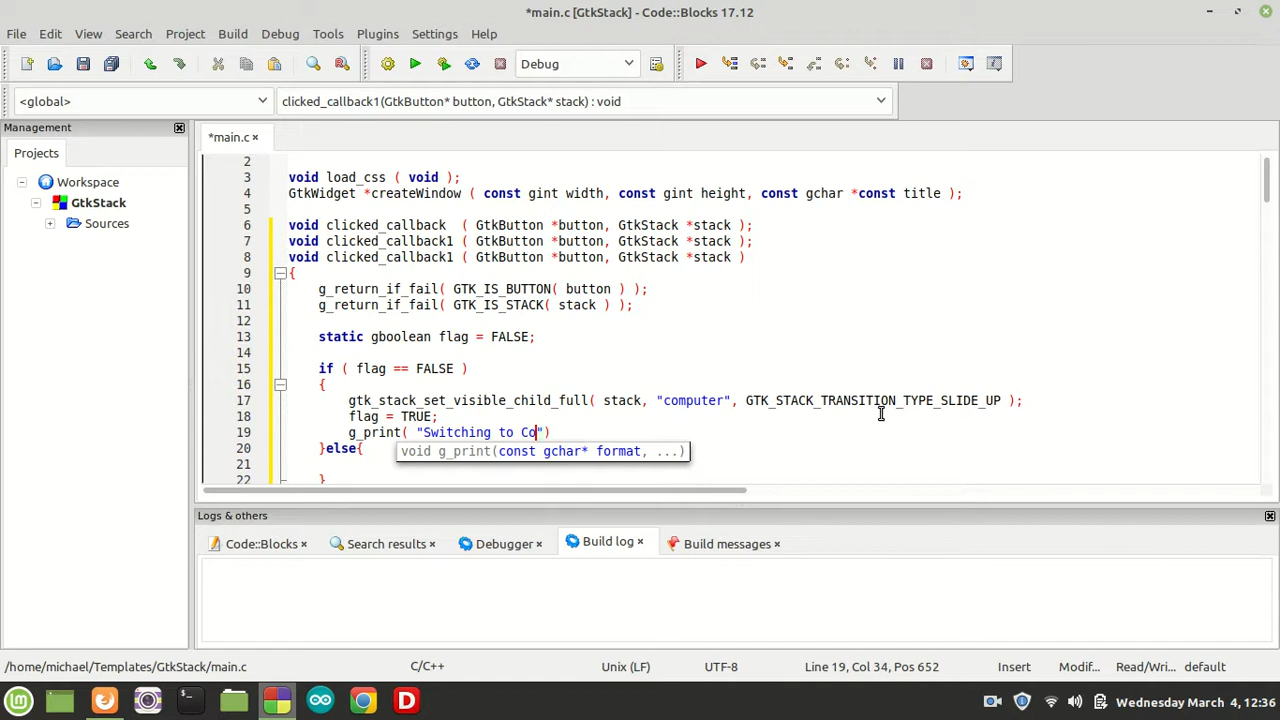 *main.c [GtkStack] - Code::Blocks 17.12
File Edit View Search Project Build Debug Tools Plugins Settings Help
Debug
<global> clicked_callback1(GtkButton* button, GtkStack* stack) : void
Management
*main.c
Projects
Workspace
GtkStack
Sources
2
3 void load_css ( void );
4 GtkWidget *createWindow ( const gint width, const gint height, const gchar *const title );
5
6 void clicked_callback  ( GtkButton *button, GtkStack *stack );
7 void clicked_callback1 ( GtkButton *button, GtkStack *stack );
8 void clicked_callback1 ( GtkButton *button, GtkStack *stack )
9 {
10 g_return_if_fail( GTK_IS_BUTTON( button ) );
11 g_return_if_fail( GTK_IS_STACK( stack ) );
12
13 static gboolean flag = FALSE;
14
15 if ( flag == FALSE )
16 {
17 gtk_stack_set_visible_child_full( stack, "computer", GTK_STACK_TRANSITION_TYPE_SLIDE_UP );
18 flag = TRUE;
19 g_print( "Switching to Co")
20 }else{
void g_print(const gchar* format, ...)
21
22 }
Logs & others
Code::Blocks Search results Debugger Build log Build messages
/home/michael/Templates/GtkStack/main.c C/C++ Unix (LF) UTF-8 Line 19, Col 34, Pos 652 Insert Modif... Read/Wri... default
Wednesday March 4, 12:36